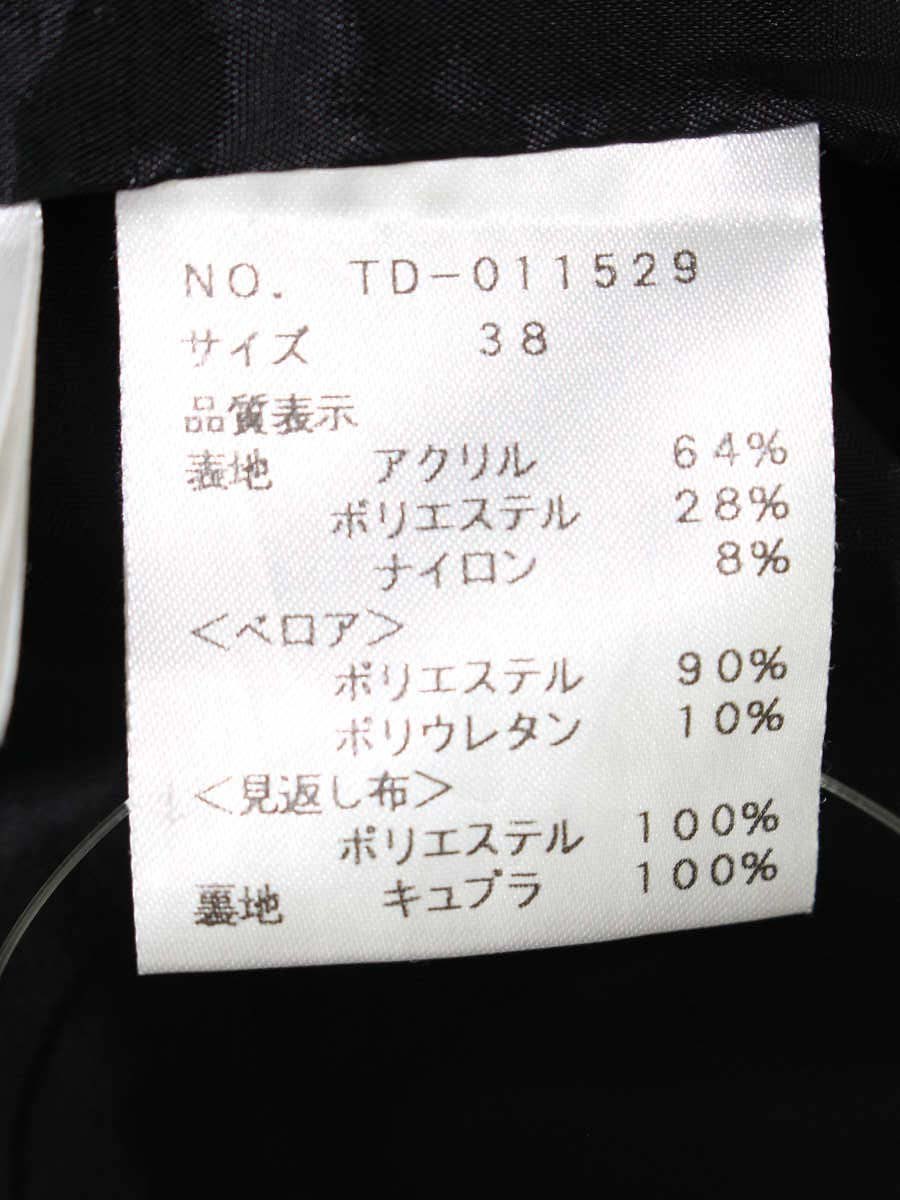 NO. TD-011529
サイズ 38
品質表示
表地 アクリル 64%
ポリエステル 28%
ナイロン 8%
<ベロア>
ポリエステル 90%
ポリウレタン 10%
<見返し布>
ポリエステル 100%
裏地 キュプラ 100%